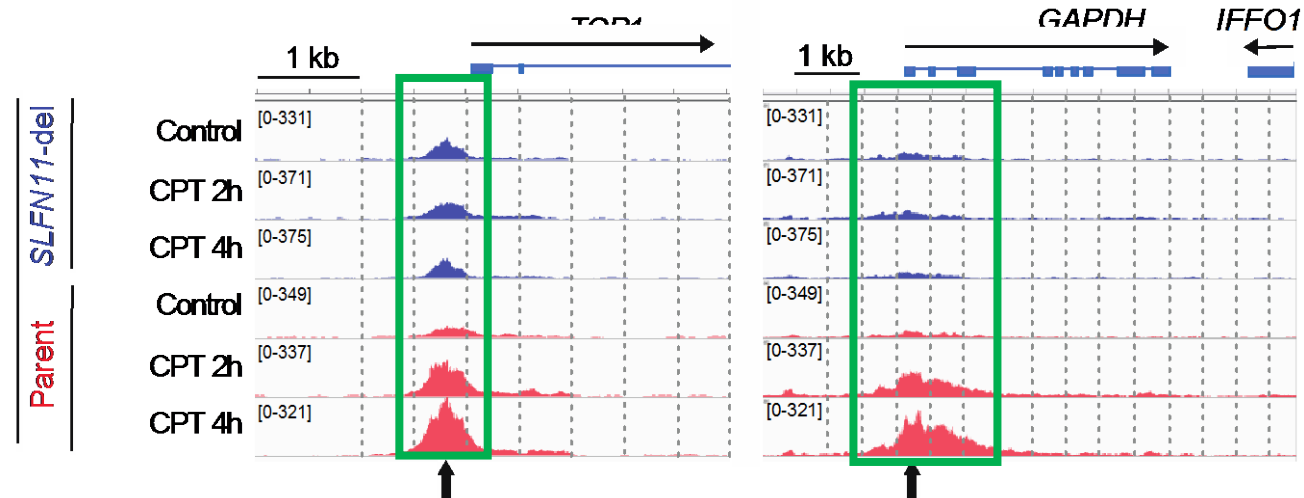 TOP1
GAPDH IFFO1
1 kb
1 kb
SLFN11-del
Parent
Control [0-331] [0-331]
CPT 2h [0-371] [0-371]
CPT 4h [0-375] [0-375]
Control [0-349] [0-349]
CPT 2h [0-337] [0-337]
CPT 4h [0-321] [0-321]